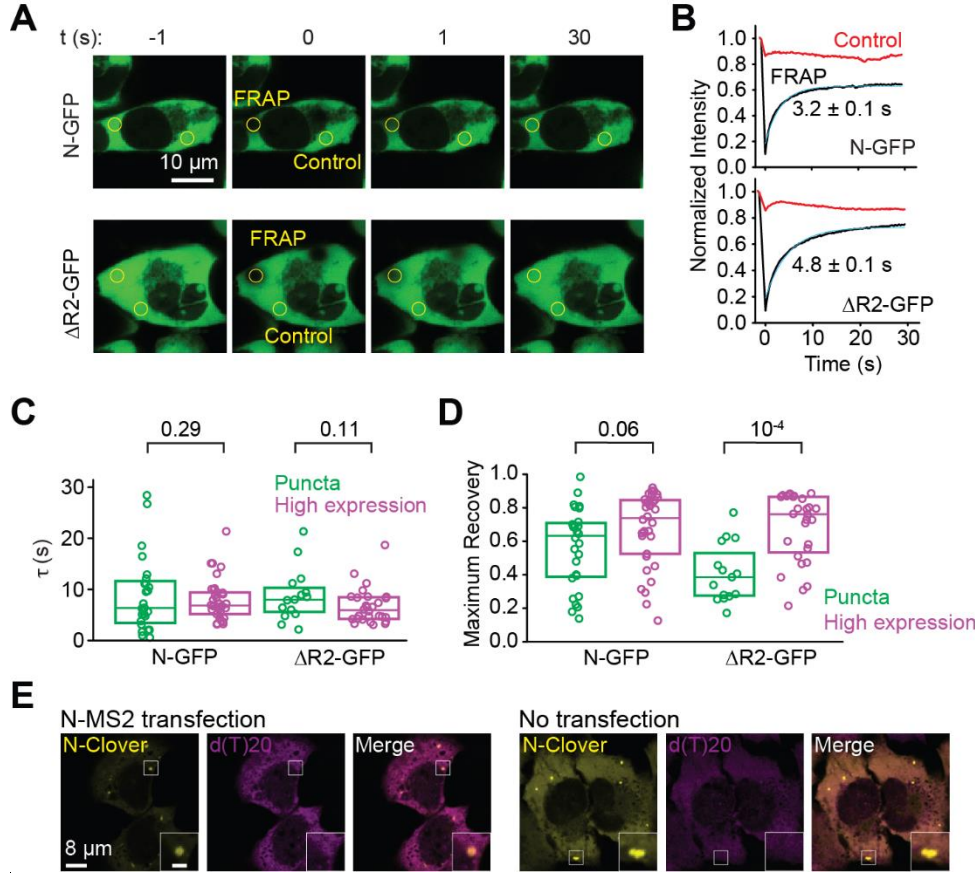 A
t (s): -1 0 1 30
N-GFP
FRAP
Control
10 µm
ΔR2-GFP
FRAP
Control
B
Normalized Intensity
1.0
0.8
0.6
0.4
0.2
0.0
Control
FRAP
3.2 ± 0.1 s
N-GFP
1.0
0.8
0.6
0.4
0.2
0.0
4.8 ± 0.1 s
ΔR2-GFP
0 10 20 30
Time (s)
C
0.29 0.11
τ (s)
30
20
10
0
Puncta
High expression
N-GFP ΔR2-GFP
D
0.06 10-4
Maximum Recovery
1.0
0.8
0.6
0.4
0.2
0.0
Puncta
High expression
N-GFP ΔR2-GFP
E
N-MS2 transfection
N-Clover d(T)20 Merge
8 µm
No transfection
N-Clover d(T)20 Merge